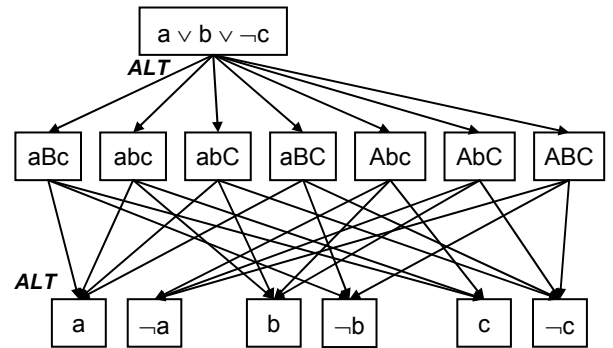 a ∨ b ∨ ¬c
ALT
aBc abc abC aBC Abc AbC ABC
ALT
a ¬a b ¬b c ¬c